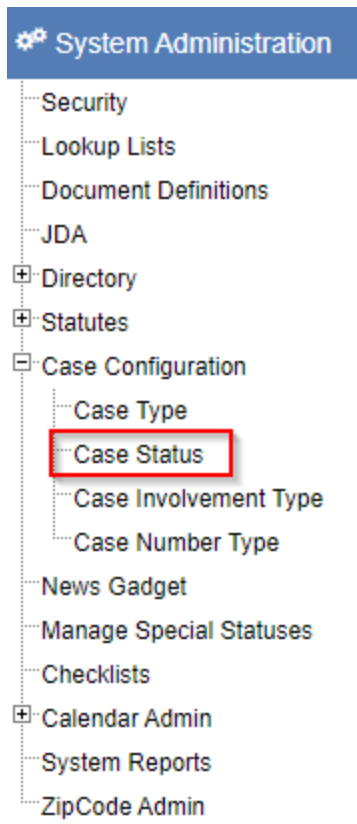 System Administration
Security
Lookup Lists
Document Definitions
JDA
Directory
Statutes
Case Configuration
Case Type
Case Status
Case Involvement Type
Case Number Type
News Gadget
Manage Special Statuses
Checklists
Calendar Admin
System Reports
ZipCode Admin